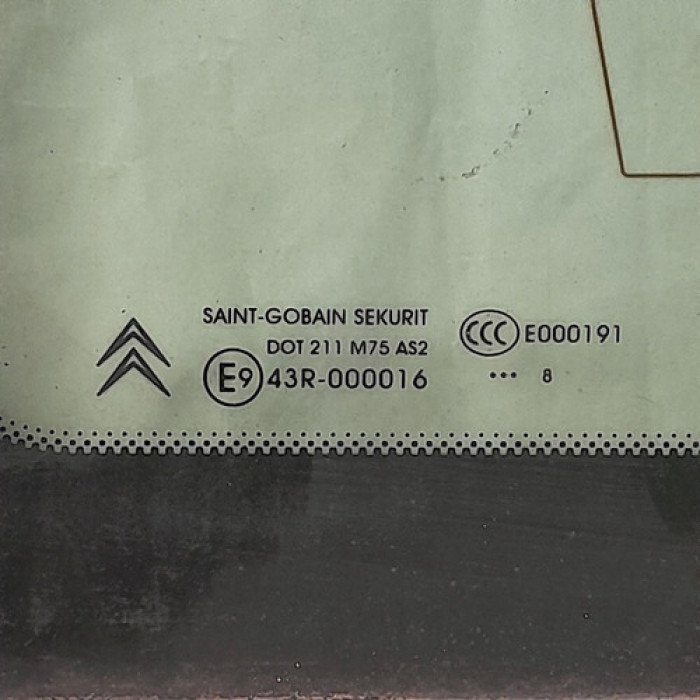 SAINT-GOBAIN SEKURIT
DOT 211 M75 AS2
E9 43R-000016
CCC E000191
••• 8